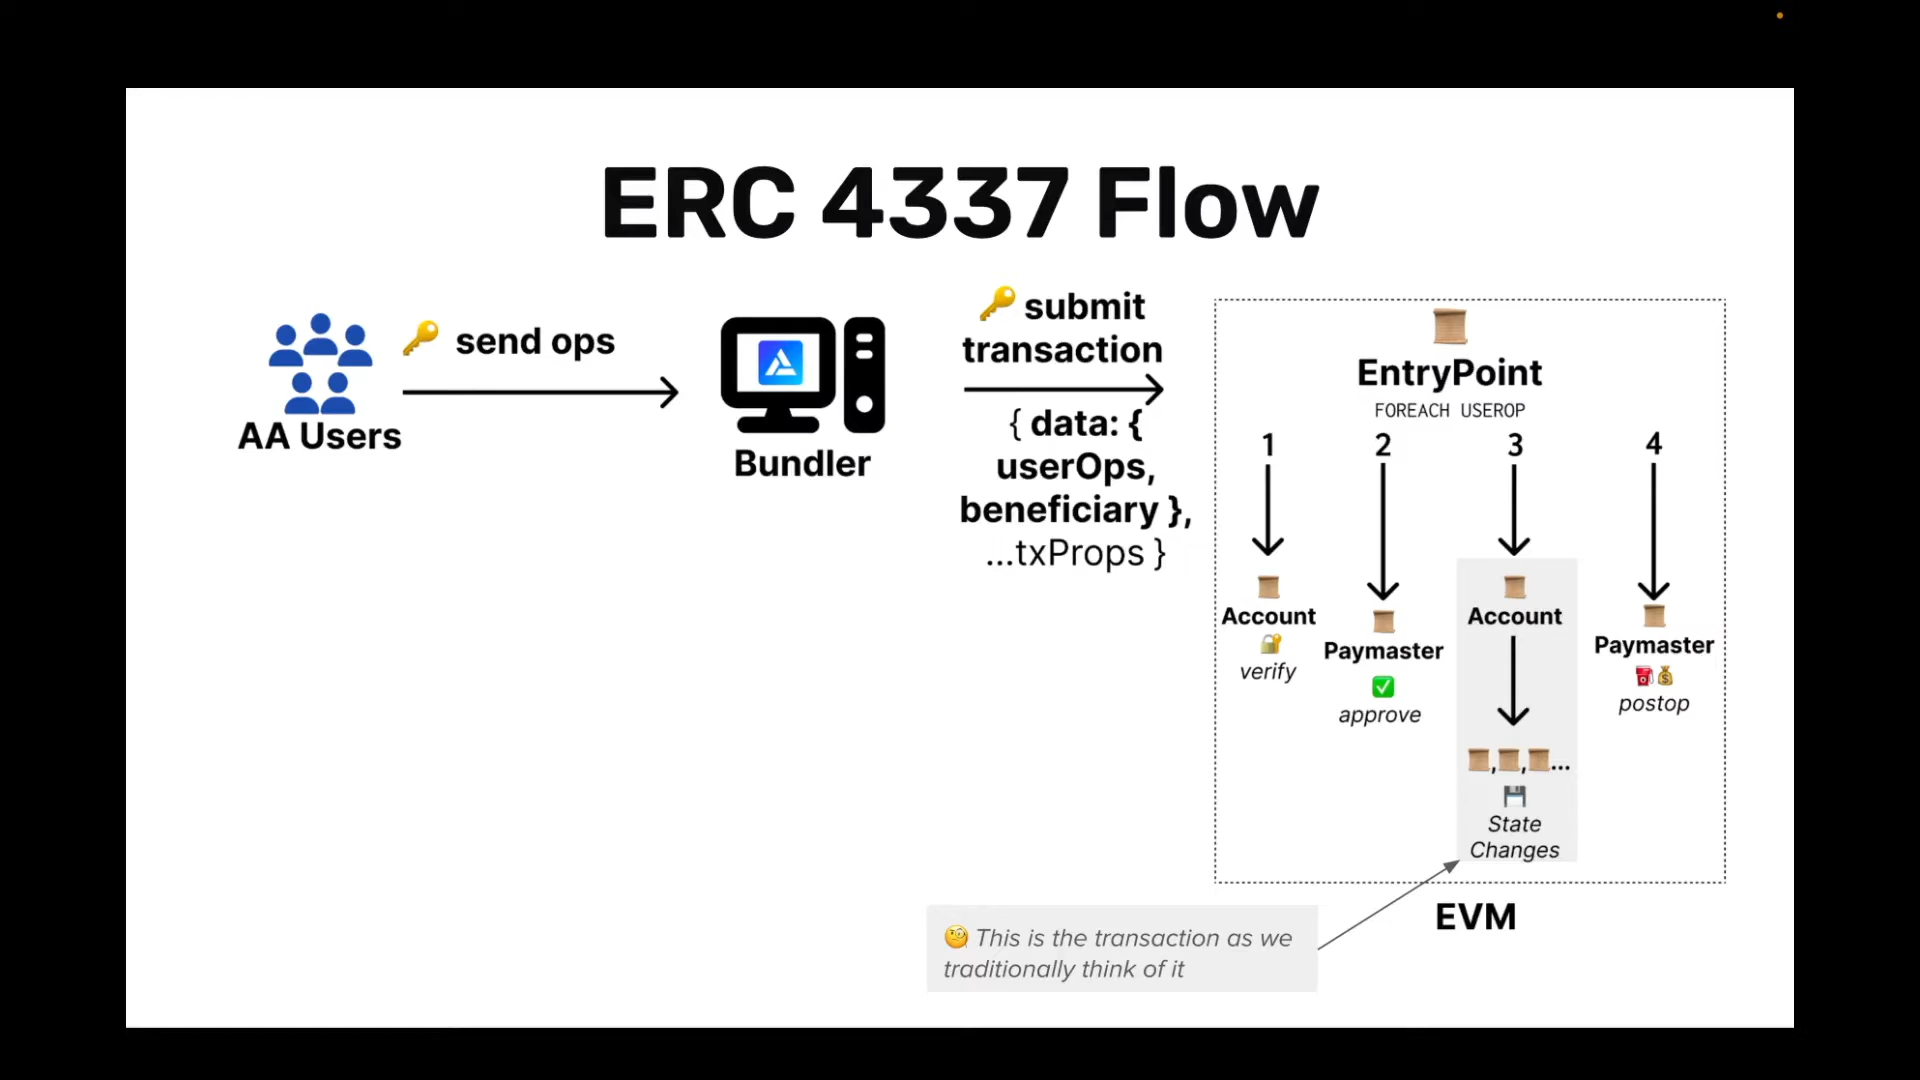 ERC 4337 Flow
send ops
AA Users
Bundler
submit
transaction
{ data: {
userOps,
beneficiary },
...txProps }
EntryPoint
FOREACH USEROP
1
2
3
4
Account
verify
Paymaster
approve
Account
, , ...
State
Changes
Paymaster
postop
EVM
This is the transaction as we
traditionally think of it